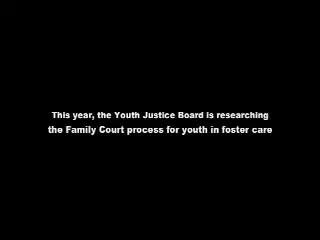 This year, the Youth Justice Board is researching
the Family Court process for youth in foster care